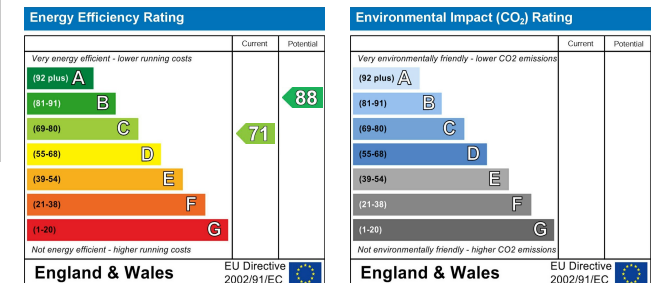 Energy Efficiency Rating
Current Potential
Very energy efficient - lower running costs
(92 plus) A
(81-91) B
88
(69-80) C
71
(55-68) D
(39-54) E
(21-38) F
(1-20) G
Not energy efficient - higher running costs
England & Wales
EU Directive
2002/91/EC
Environmental Impact (CO2) Rating
Current Potential
Very environmentally friendly - lower CO2 emissions
(92 plus) A
(81-91) B
(69-80) C
(55-68) D
(39-54) E
(21-38) F
(1-20) G
Not environmentally friendly - higher CO2 emissions
England & Wales
EU Directive
2002/91/EC